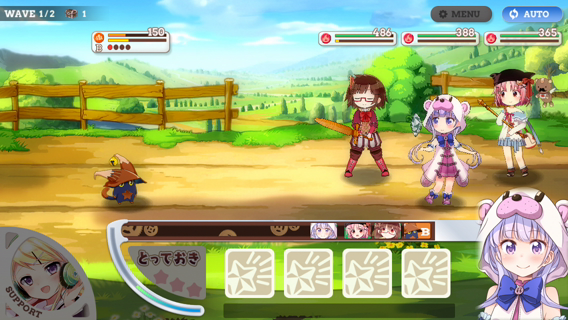 WAVE 1/2 1
MENU
AUTO
150
B
486
388
365
B
とっておき
SUPPORT